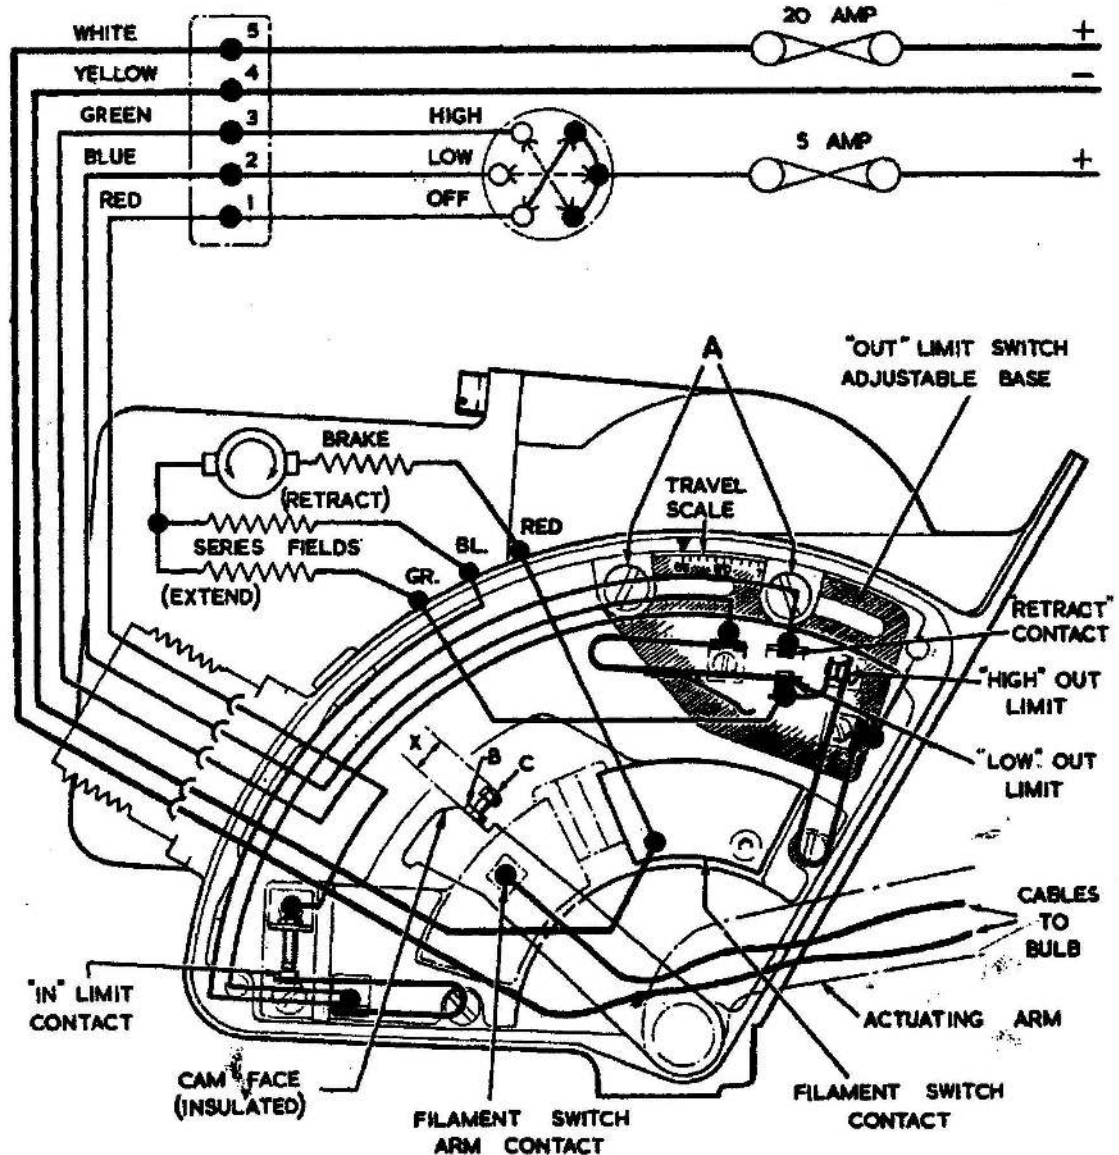 20 AMP
WHITE 5 +
YELLOW 4 −
GREEN 3 HIGH
BLUE 2 LOW 5 AMP +
RED 1 OFF
A
"OUT" LIMIT SWITCH
ADJUSTABLE BASE
BRAKE
(RETRACT)
TRAVEL
SCALE
SERIES FIELDS
BL.
RED
(EXTEND)
GR.
"RETRACT"
CONTACT
"HIGH" OUT
LIMIT
X
B
C
"LOW". OUT
LIMIT
CABLES
TO
BULB
"IN" LIMIT
CONTACT
ACTUATING ARM
CAM FACE
(INSULATED)
FILAMENT SWITCH
ARM CONTACT
FILAMENT SWITCH
CONTACT